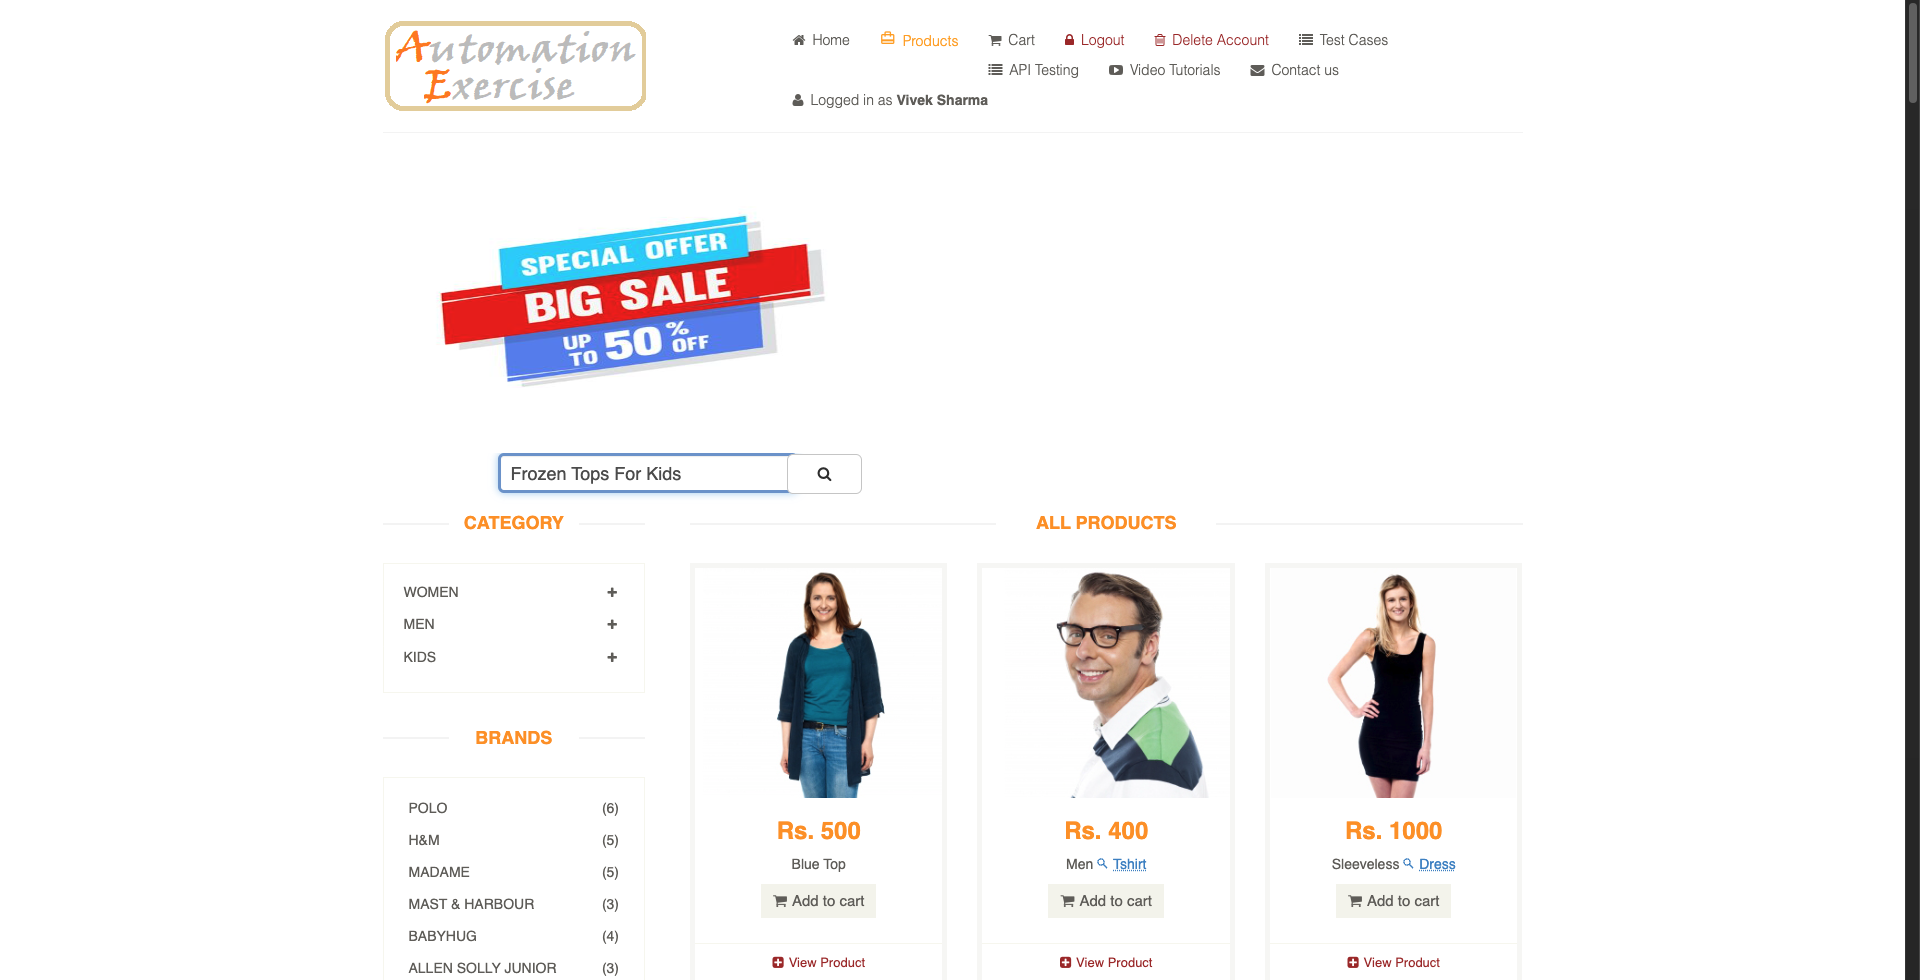 Automation
Exercise
Home Products Cart Logout Delete Account Test Cases
API Testing Video Tutorials Contact us
Logged in as Vivek Sharma
SPECIAL OFFER
BIG SALE
UP TO 50% OFF
Frozen Tops For Kids
CATEGORY
WOMEN
MEN
KIDS
BRANDS
POLO (6)
H&M (5)
MADAME (5)
MAST & HARBOUR (3)
BABYHUG (4)
ALLEN SOLLY JUNIOR (3)
ALL PRODUCTS
Rs. 500
Blue Top
Add to cart
View Product
Rs. 400
Men Tshirt
Add to cart
View Product
Rs. 1000
Sleeveless Dress
Add to cart
View Product